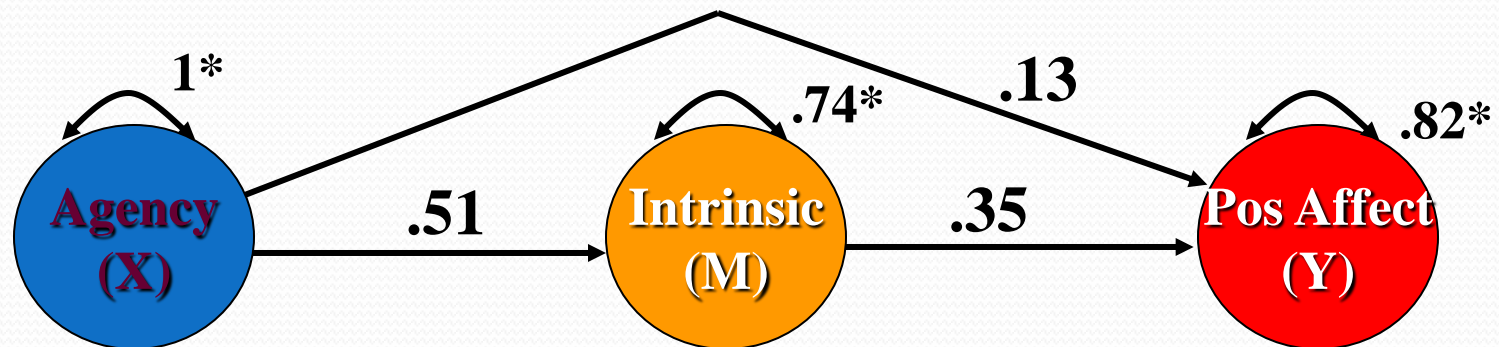 1*
.74*
.13
.82*
Agency
(X)
.51
Intrinsic
(M)
.35
Pos Affect
(Y)